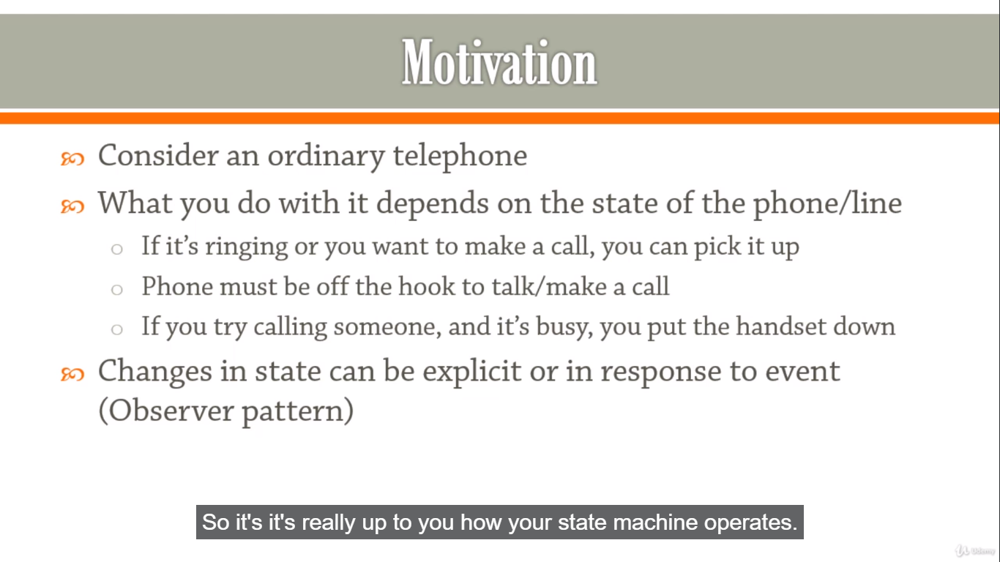 Motivation
Consider an ordinary telephone
What you do with it depends on the state of the phone/line
If it's ringing or you want to make a call, you can pick it up
Phone must be off the hook to talk/make a call
If you try calling someone, and it's busy, you put the handset down
Changes in state can be explicit or in response to event
(Observer pattern)
So it's it's really up to you how your state machine operates.
Udemy